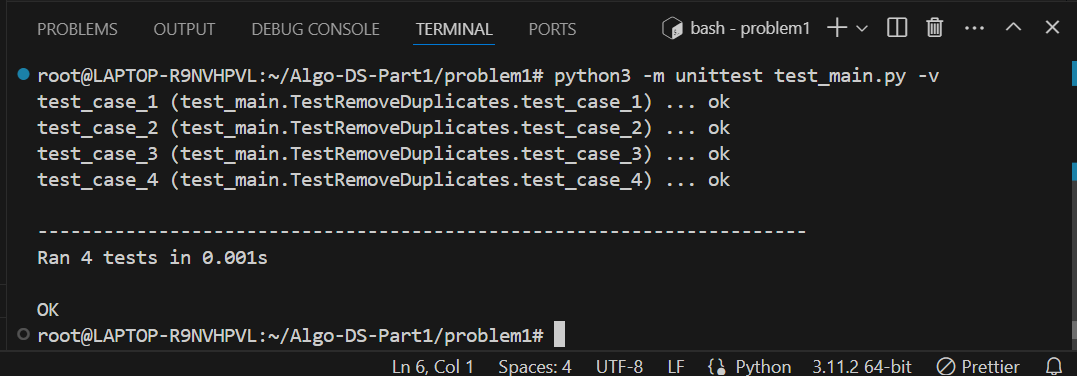 PROBLEMS OUTPUT DEBUG CONSOLE TERMINAL PORTS bash - problem1
root@LAPTOP-R9NVHPVL:~/Algo-DS-Part1/problem1# python3 -m unittest test_main.py -v
test_case_1 (test_main.TestRemoveDuplicates.test_case_1) ... ok
test_case_2 (test_main.TestRemoveDuplicates.test_case_2) ... ok
test_case_3 (test_main.TestRemoveDuplicates.test_case_3) ... ok
test_case_4 (test_main.TestRemoveDuplicates.test_case_4) ... ok
----------------------------------------------------------------------
Ran 4 tests in 0.001s
OK
root@LAPTOP-R9NVHPVL:~/Algo-DS-Part1/problem1#
Ln 6, Col 1 Spaces: 4 UTF-8 LF Python 3.11.2 64-bit Prettier